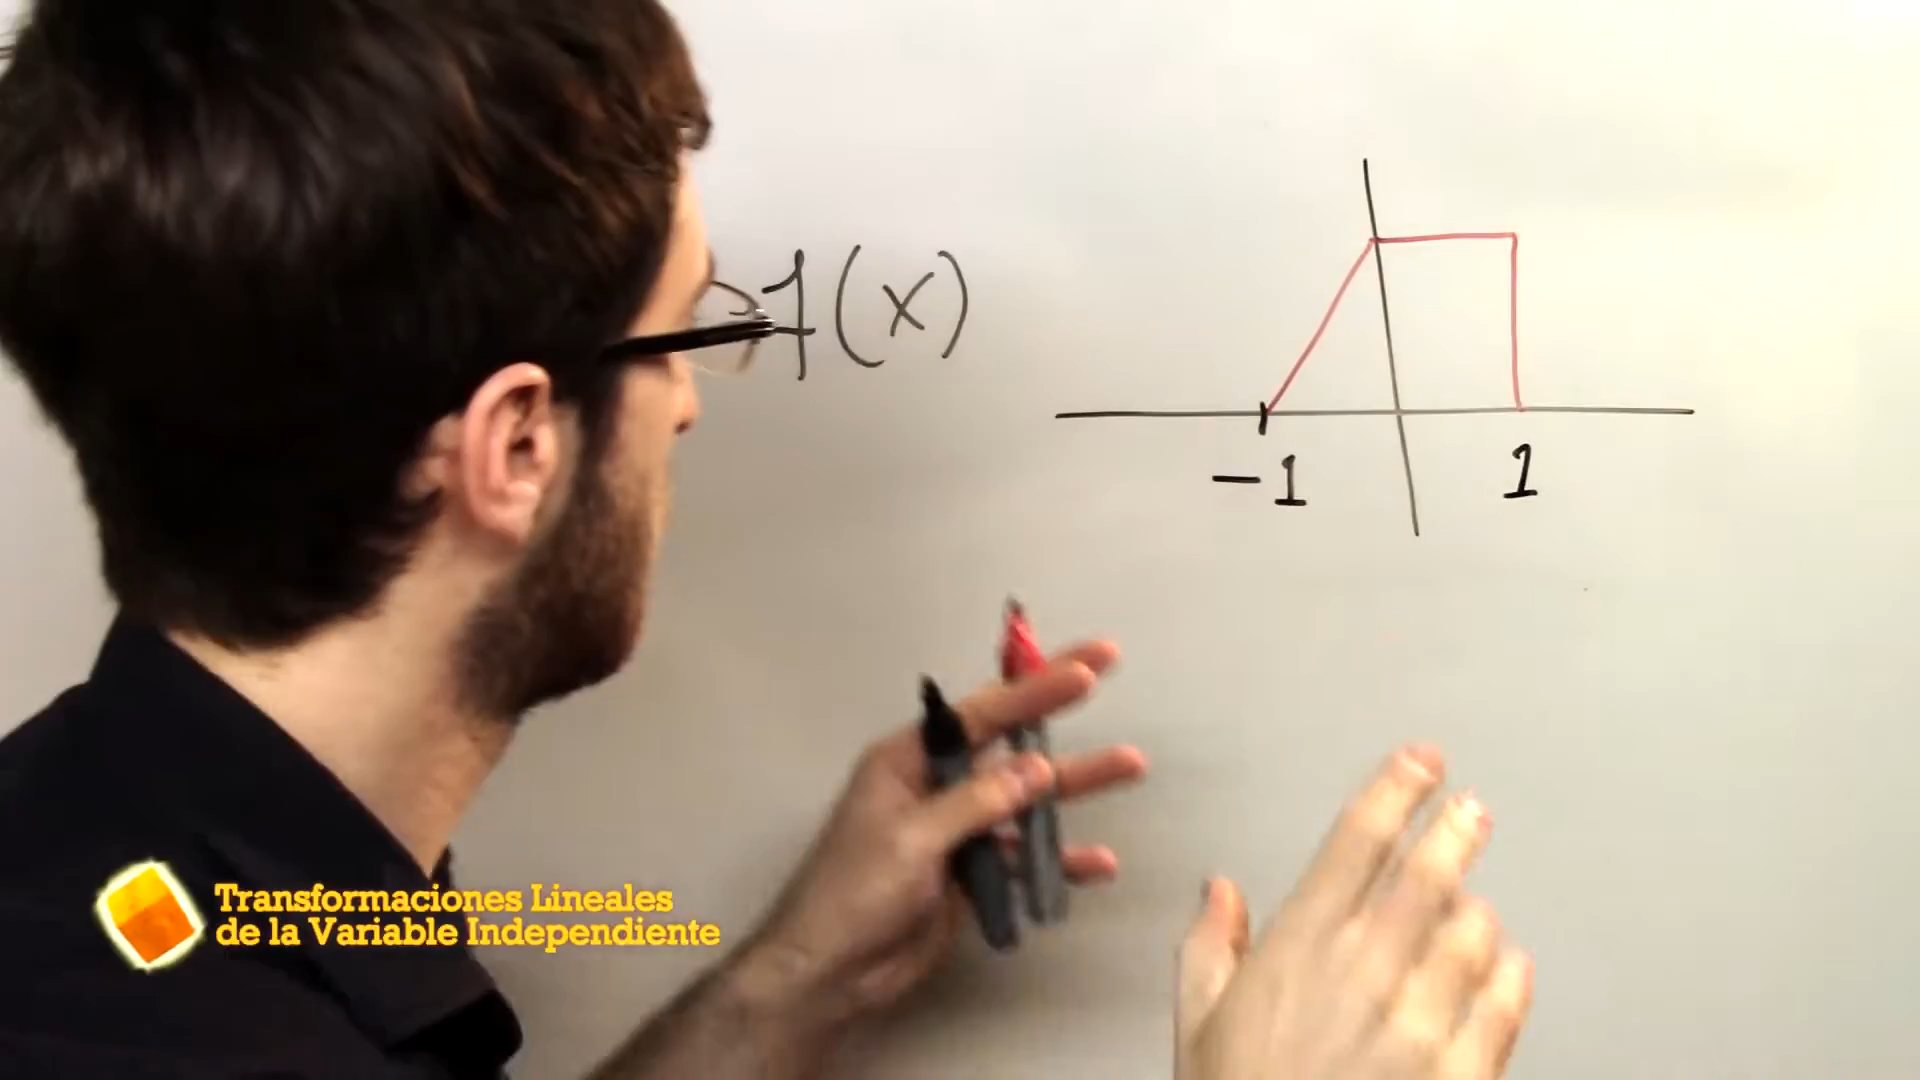 f(x)
-1
1
Transformaciones Lineales
de la Variable Independiente